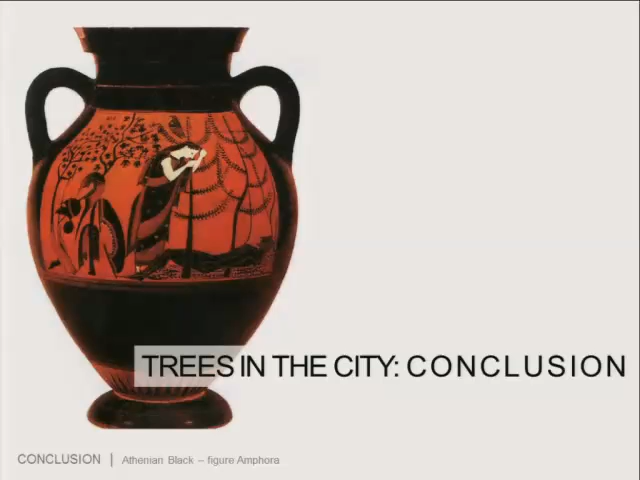 TREES IN THE CITY: CONCLUSION
CONCLUSION | Athenian Black – figure Amphora